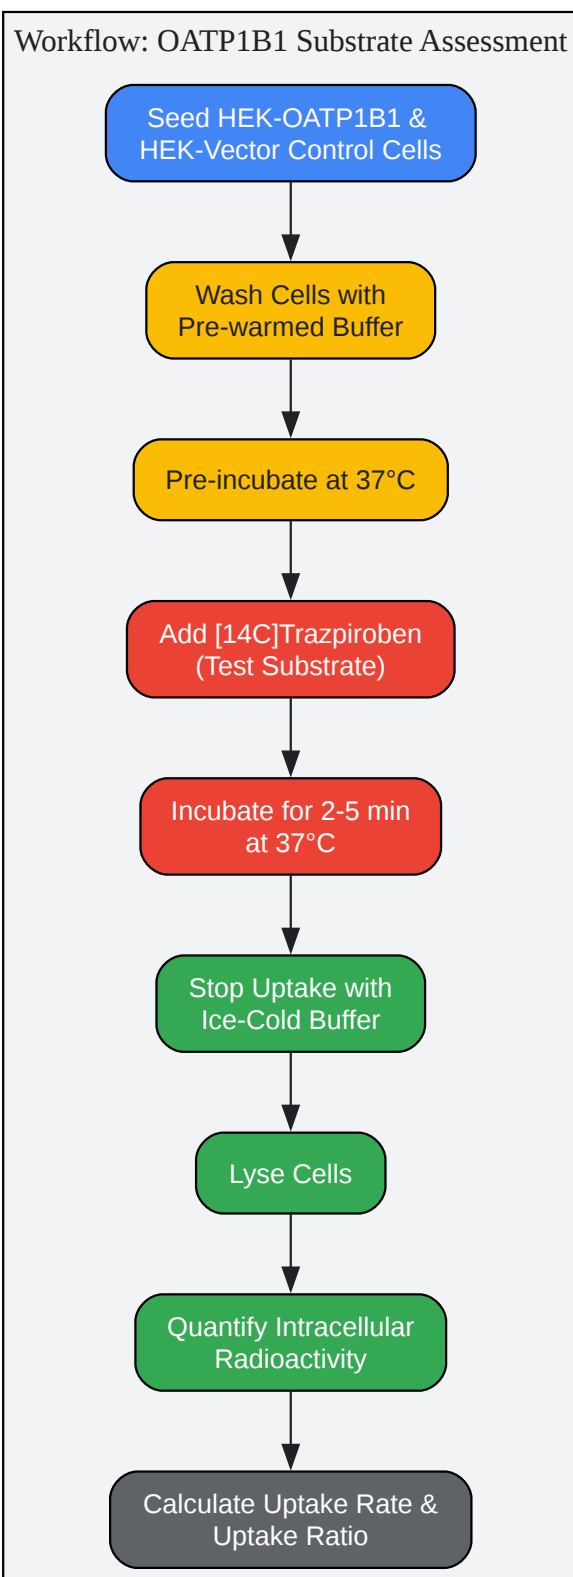 Workflow: OATP1B1 Substrate Assessment
Seed HEK-OATP1B1 &
HEK-Vector Control Cells
Wash Cells with
Pre-warmed Buffer
Pre-incubate at 37°C
Add [14C]Trazpiroben
(Test Substrate)
Incubate for 2-5 min
at 37°C
Stop Uptake with
Ice-Cold Buffer
Lyse Cells
Quantify Intracellular
Radioactivity
Calculate Uptake Rate &
Uptake Ratio